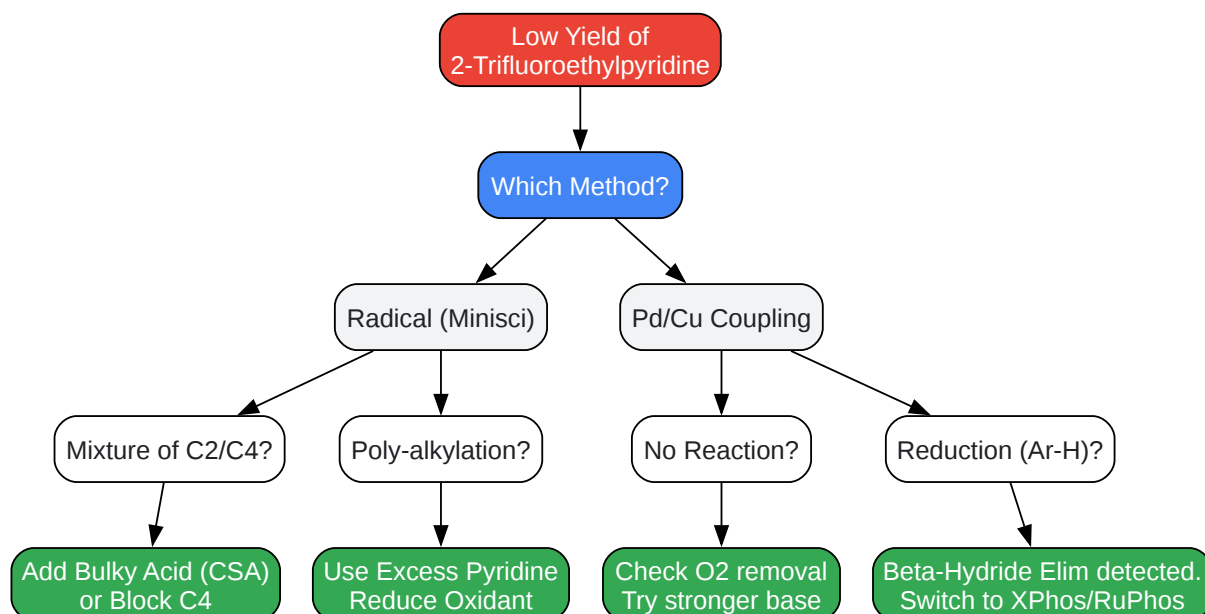 Low Yield of
2-Trifluoroethylpyridine
Which Method?
Radical (Minisci)
Pd/Cu Coupling
Mixture of C2/C4?
Poly-alkylation?
No Reaction?
Reduction (Ar-H)?
Add Bulky Acid (CSA)
or Block C4
Use Excess Pyridine
Reduce Oxidant
Check O2 removal
Try stronger base
Beta-Hydride Elim detected.
Switch to XPhos/RuPhos